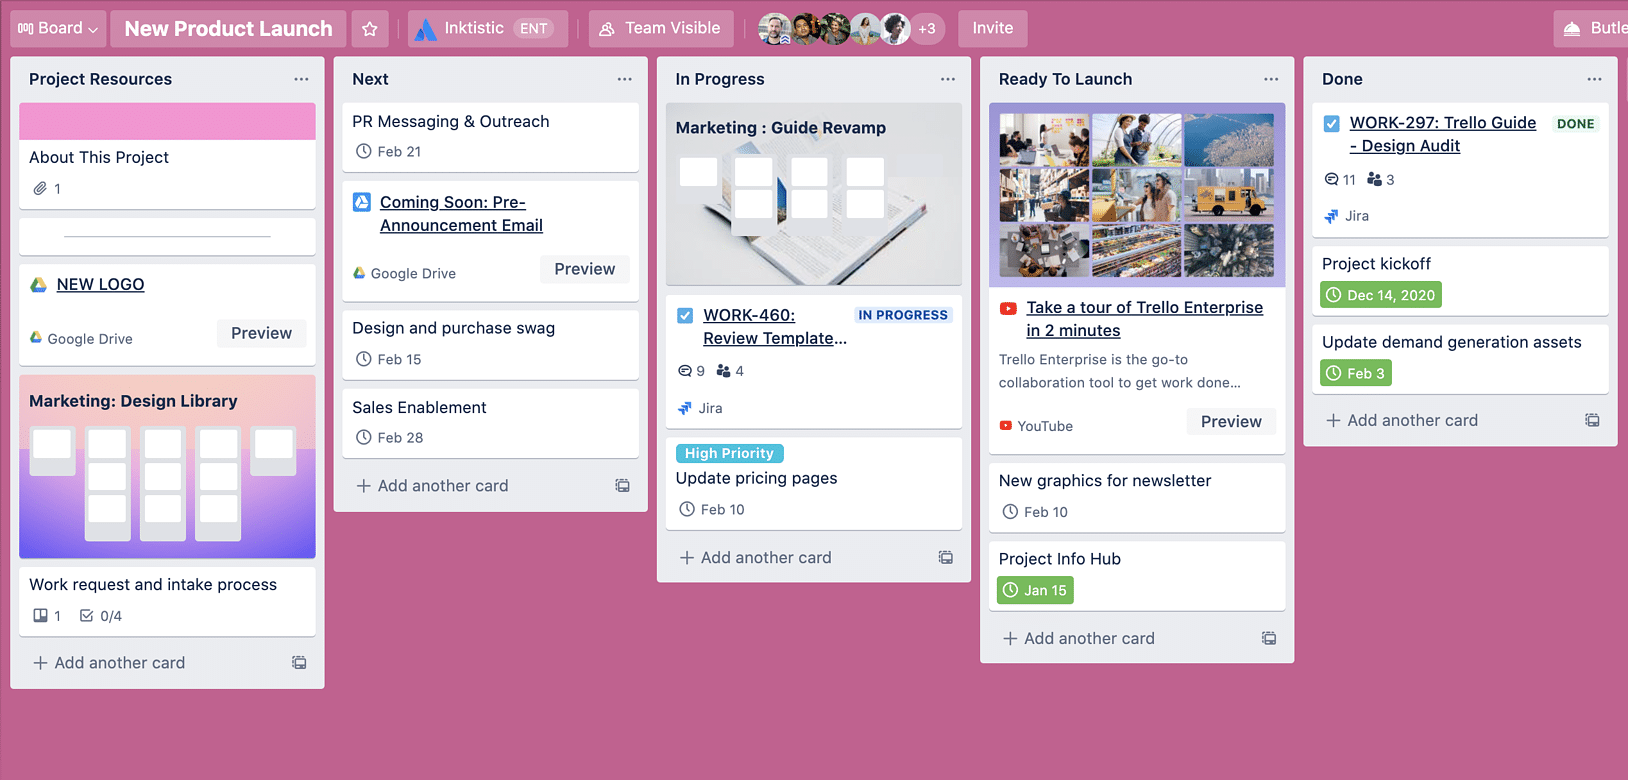 Board
New Product Launch
Inktistic ENT
Team Visible
+3
Invite
Butle
Project Resources
About This Project
1
NEW LOGO
Google Drive
Preview
Marketing: Design Library
Work request and intake process
1
0/4
+ Add another card
Next
PR Messaging & Outreach
Feb 21
Coming Soon: Pre-
Announcement Email
Google Drive
Preview
Design and purchase swag
Feb 15
Sales Enablement
Feb 28
+ Add another card
In Progress
Marketing : Guide Revamp
WORK-460:
Review Template...
IN PROGRESS
9
4
Jira
High Priority
Update pricing pages
Feb 10
+ Add another card
Ready To Launch
Take a tour of Trello Enterprise
in 2 minutes
Trello Enterprise is the go-to
collaboration tool to get work done...
YouTube
Preview
New graphics for newsletter
Feb 10
Project Info Hub
Jan 15
+ Add another card
Done
WORK-297: Trello Guide
- Design Audit
DONE
11
3
Jira
Project kickoff
Dec 14, 2020
Update demand generation assets
Feb 3
+ Add another card